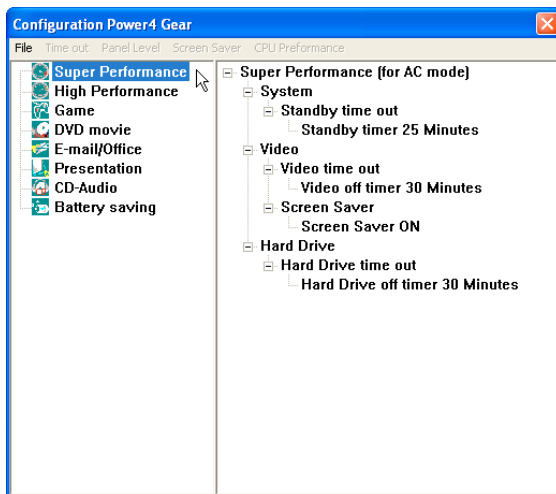 Configuration Power4 Gear
File Time out Panel Level Screen Saver CPU Preformance
Super Performance
High Performance
Game
DVD movie
E-mail/Office
Presentation
CD-Audio
Battery saving
Super Performance (for AC mode)
System
Standby time out
Standby timer 25 Minutes
Video
Video time out
Video off timer 30 Minutes
Screen Saver
Screen Saver ON
Hard Drive
Hard Drive time out
Hard Drive off timer 30 Minutes